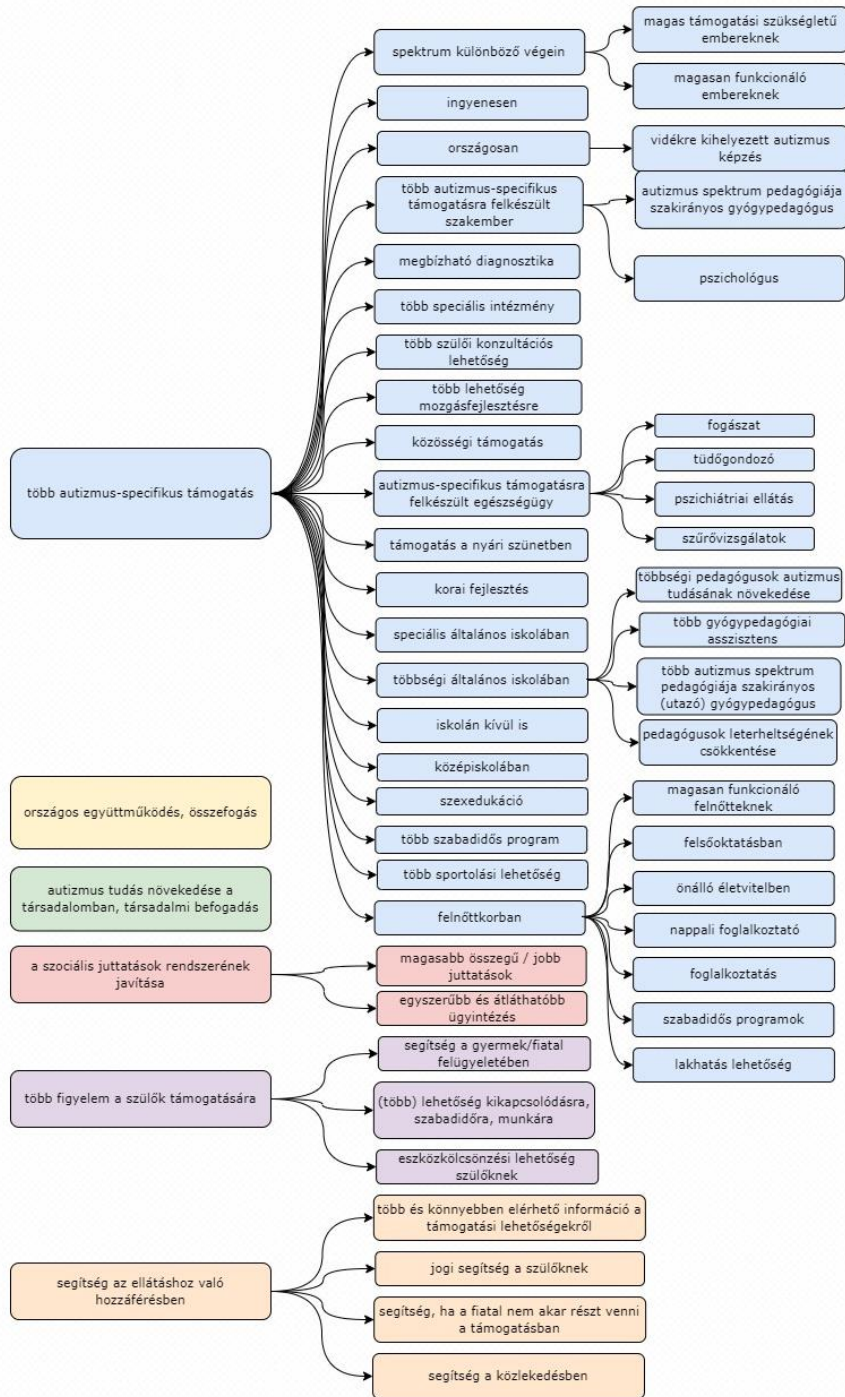 spektrum különböző végein
magas támogatási szükségletű
embereknek
magasan funkcionáló
embereknek
ingyenesen
országosan
vidékre kihelyezett autizmus
képzés
több autizmus-specifikus
támogatásra felkészült
szakember
autizmus spektrum pedagógiája
szakirányos gyógypedagógus
pszichológus
megbízható diagnosztika
több speciális intézmény
több szülői konzultációs
lehetőség
több lehetőség
mozgásfejlesztésre
közösségi támogatás
több autizmus-specifikus támogatás
autizmus-specifikus támogatásra
felkészült egészségügy
fogászat
tüdőgondozó
pszichiátriai ellátás
szűrővizsgálatok
támogatás a nyári szünetben
korai fejlesztés
speciális általános iskolában
többségi általános iskolában
többségi pedagógusok autizmus
tudásának növekedése
több gyógypedagógiai
asszisztens
több autizmus spektrum
pedagógiája szakirányos
(utazó) gyógypedagógus
pedagógusok leterheltségének
csökkentése
iskolán kívül is
középiskolában
szexedukáció
több szabadidős program
több sportolási lehetőség
felnőttkorban
magasan funkcionáló
felnőtteknek
felsőoktatásban
önálló életvitelben
nappali foglalkoztató
foglalkoztatás
szabadidős programok
lakhatás lehetőség
országos együttműködés, összefogás
autizmus tudás növekedése a
társadalomban, társadalmi befogadás
a szociális juttatások rendszerének
javítása
magasabb összegű / jobb
juttatások
egyszerűbb és átláthatóbb
ügyintézés
több figyelem a szülők támogatására
segítség a gyermek/fiatal
felügyeletében
(több) lehetőség kikapcsolódásra,
szabadidőre, munkára
eszközkölcsönzési lehetőség
szülőknek
segítség az ellátáshoz való
hozzáférésben
több és könnyebben elérhető információ a
támogatási lehetőségekről
jogi segítség a szülőknek
segítség, ha a fiatal nem akar részt venni
a támogatásban
segítség a közlekedésben